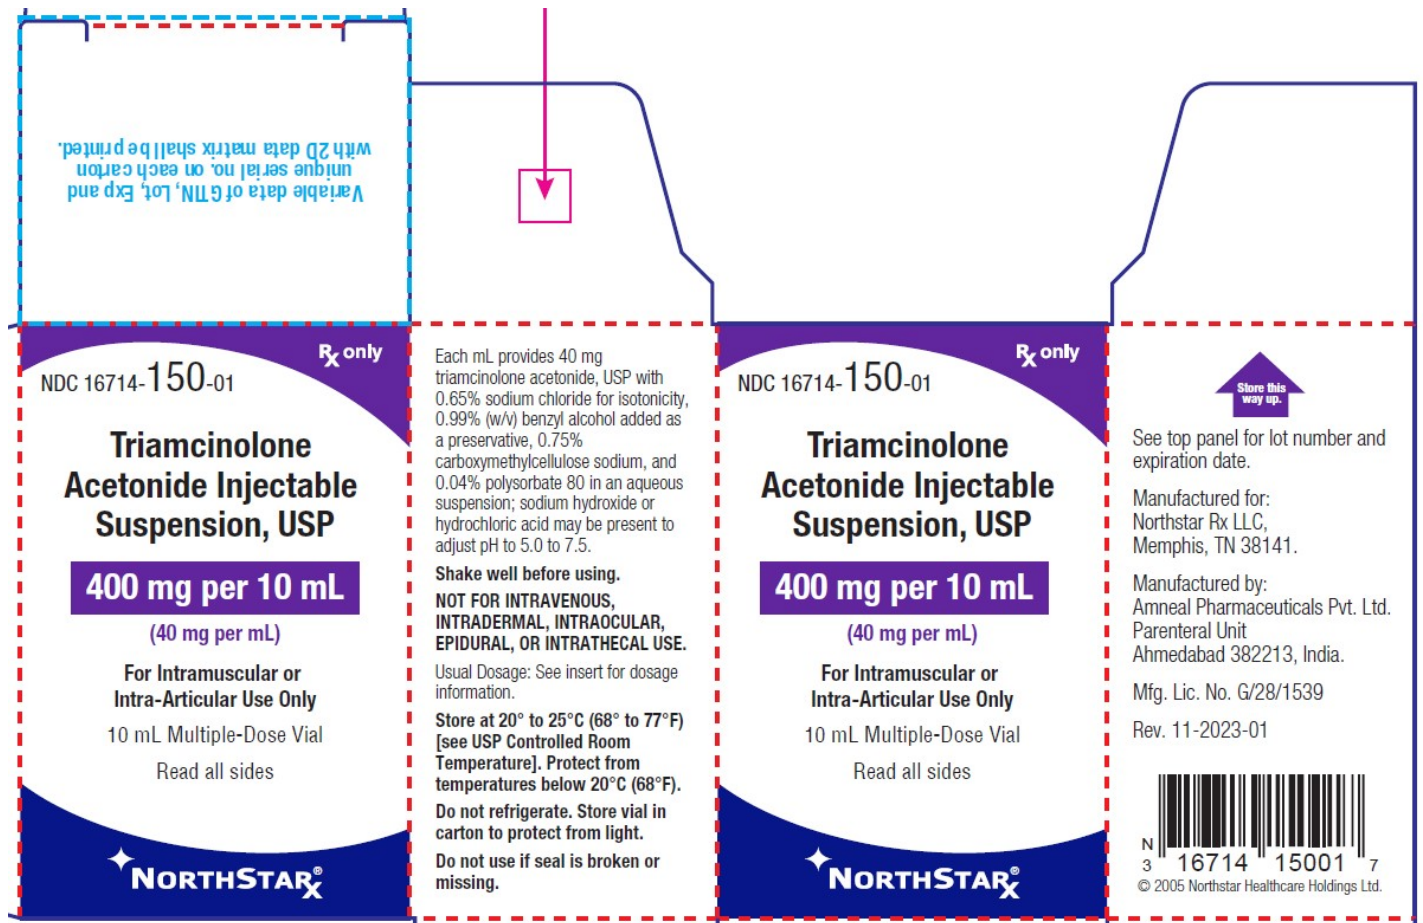 Variable data of GTIN, Lot, Exp and
unique serial no. on each carton
with 2D data matrix shall be printed.
Rx only
NDC 16714-150-01
Triamcinolone
Acetonide Injectable
Suspension, USP
400 mg per 10 mL
(40 mg per mL)
For Intramuscular or
Intra-Articular Use Only
10 mL Multiple-Dose Vial
Read all sides
NORTHSTARx®
Each mL provides 40 mg
triamcinolone acetonide, USP with
0.65% sodium chloride for isotonicity,
0.99% (w/v) benzyl alcohol added as
a preservative, 0.75%
carboxymethylcellulose sodium, and
0.04% polysorbate 80 in an aqueous
suspension; sodium hydroxide or
hydrochloric acid may be present to
adjust pH to 5.0 to 7.5.
Shake well before using.
NOT FOR INTRAVENOUS,
INTRADERMAL, INTRAOCULAR,
EPIDURAL, OR INTRATHECAL USE.
Usual Dosage: See insert for dosage
information.
Store at 20° to 25°C (68° to 77°F)
[see USP Controlled Room
Temperature]. Protect from
temperatures below 20°C (68°F).
Do not refrigerate. Store vial in
carton to protect from light.
Do not use if seal is broken or
missing.
Rx only
NDC 16714-150-01
Triamcinolone
Acetonide Injectable
Suspension, USP
400 mg per 10 mL
(40 mg per mL)
For Intramuscular or
Intra-Articular Use Only
10 mL Multiple-Dose Vial
Read all sides
NORTHSTARx®
Store this
way up.
See top panel for lot number and
expiration date.
Manufactured for:
Northstar Rx LLC,
Memphis, TN 38141.
Manufactured by:
Amneal Pharmaceuticals Pvt. Ltd.
Parenteral Unit
Ahmedabad 382213, India.
Mfg. Lic. No. G/28/1539
Rev. 11-2023-01
N
3 16714 15001 7
© 2005 Northstar Healthcare Holdings Ltd.